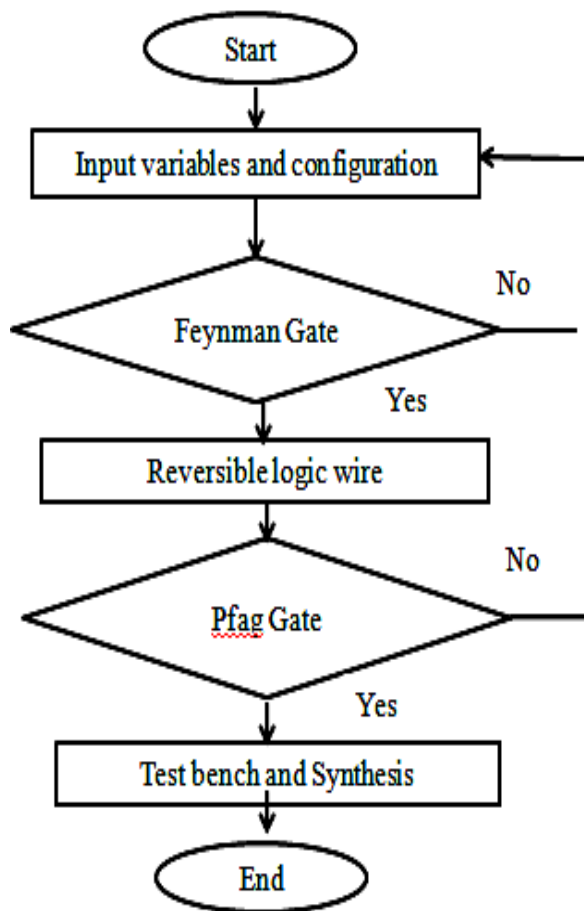 Start
Input variables and configuration
No
Feynman Gate
Yes
Reversible logic wire
No
Pfag Gate
Yes
Test bench and Synthesis
End